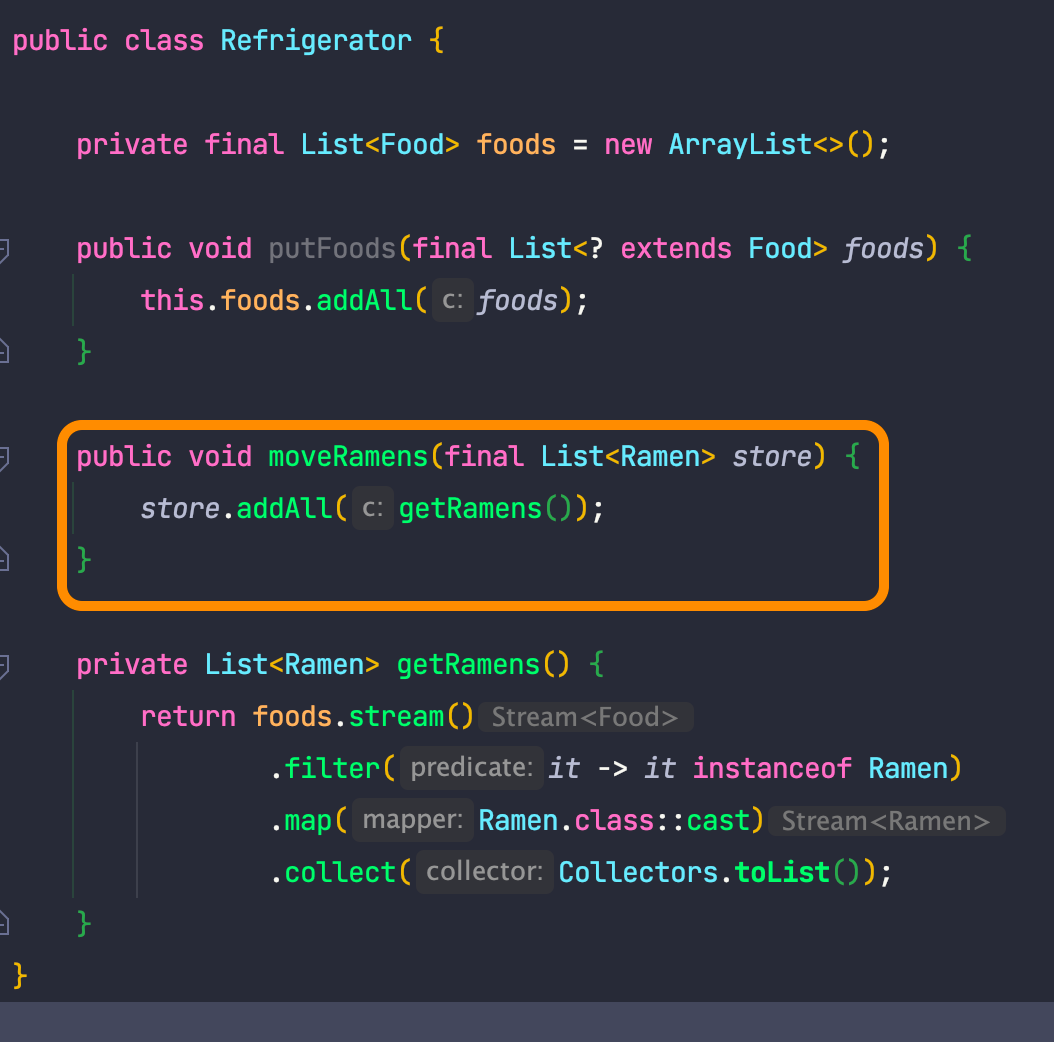 public class Refrigerator {
private final List<Food> foods = new ArrayList<>();
public void putFoods(final List<? extends Food> foods) {
this.foods.addAll( c: foods);
}
public void moveRamens(final List<Ramen> store) {
store.addAll( c: getRamens());
}
private List<Ramen> getRamens() {
return foods.stream() Stream<Food>
.filter( predicate: it -> it instanceof Ramen)
.map( mapper: Ramen.class::cast) Stream<Ramen>
.collect( collector: Collectors.toList());
}
}